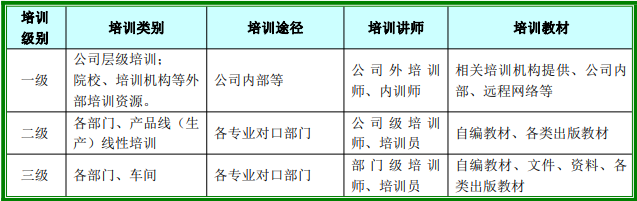 培训级别 培训类别 培训途径 培训讲师 培训教材
一级 公司层级培训；院校、培训机构等外部培训资源。 公司内部等 公司外培训师、内训师 相关培训机构提供、公司内部、远程网络等
二级 各部门、产品线（生产）线性培训 各专业对口部门 公司级培训师、培训员 自编教材、各类出版教材
三级 各部门、车间 各专业对口部门 部门级培训师、培训员 自编教材、文件、资料、各类出版教材